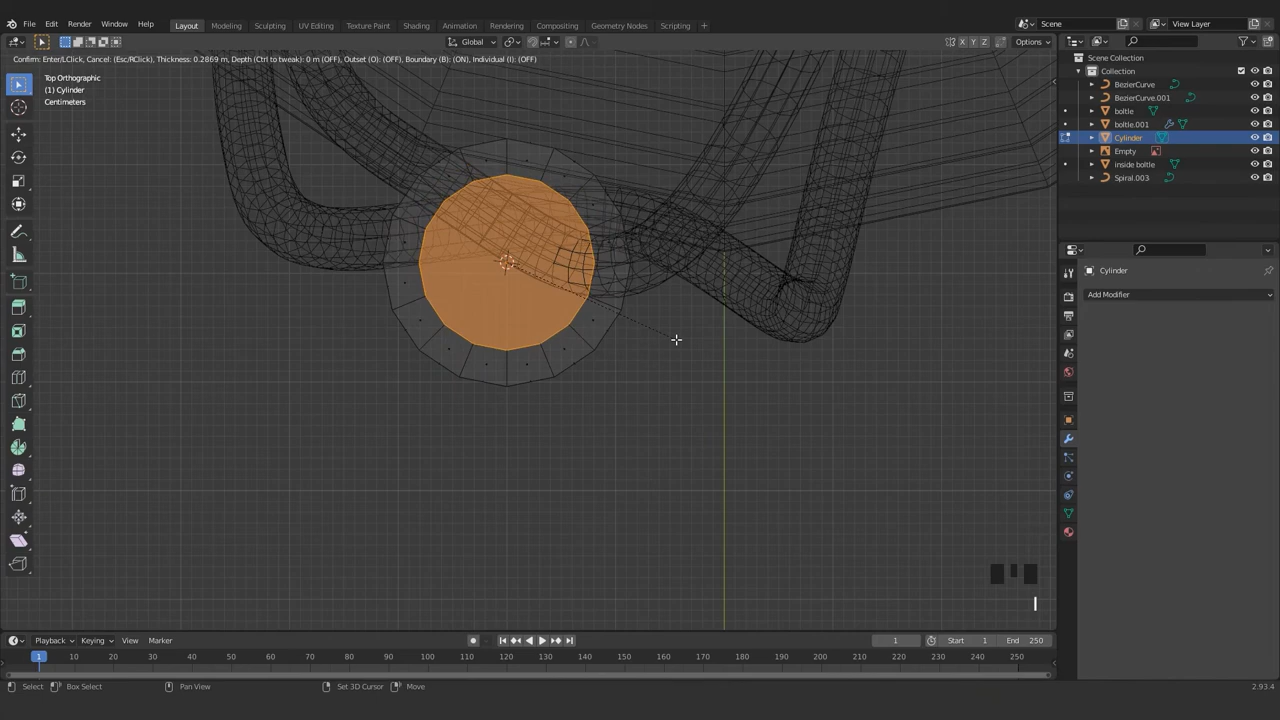 File Edit Render Window Help Layout Modeling Sculpting UV Editing Texture Paint Shading Animation Rendering Compositing Geometry Nodes Scripting + Scene View Layer
Global X Y Z Options
Confirm: Enter/LClick, Cancel: (Esc/RClick), Thickness: 0.2869 m, Depth (Ctrl to tweak): 0 m (OFF), Outset (O): (OFF), Boundary (B): (ON), Individual (I): (OFF)
Top Orthographic
(1) Cylinder
Centimeters
Scene Collection
Collection
BezierCurve
BezierCurve.001
boltle
boltle.001
Cylinder
Empty
inside boltle
Spiral.003
Cylinder
Add Modifier
I
Playback Keying View Marker 1 Start 1 End 250
1 10 20 30 40 50 60 70 80 90 100 110 120 130 140 150 160 170 180 190 200 210 220 230 240 250
Select Box Select Pan View Set 3D Cursor Move 2.93.4